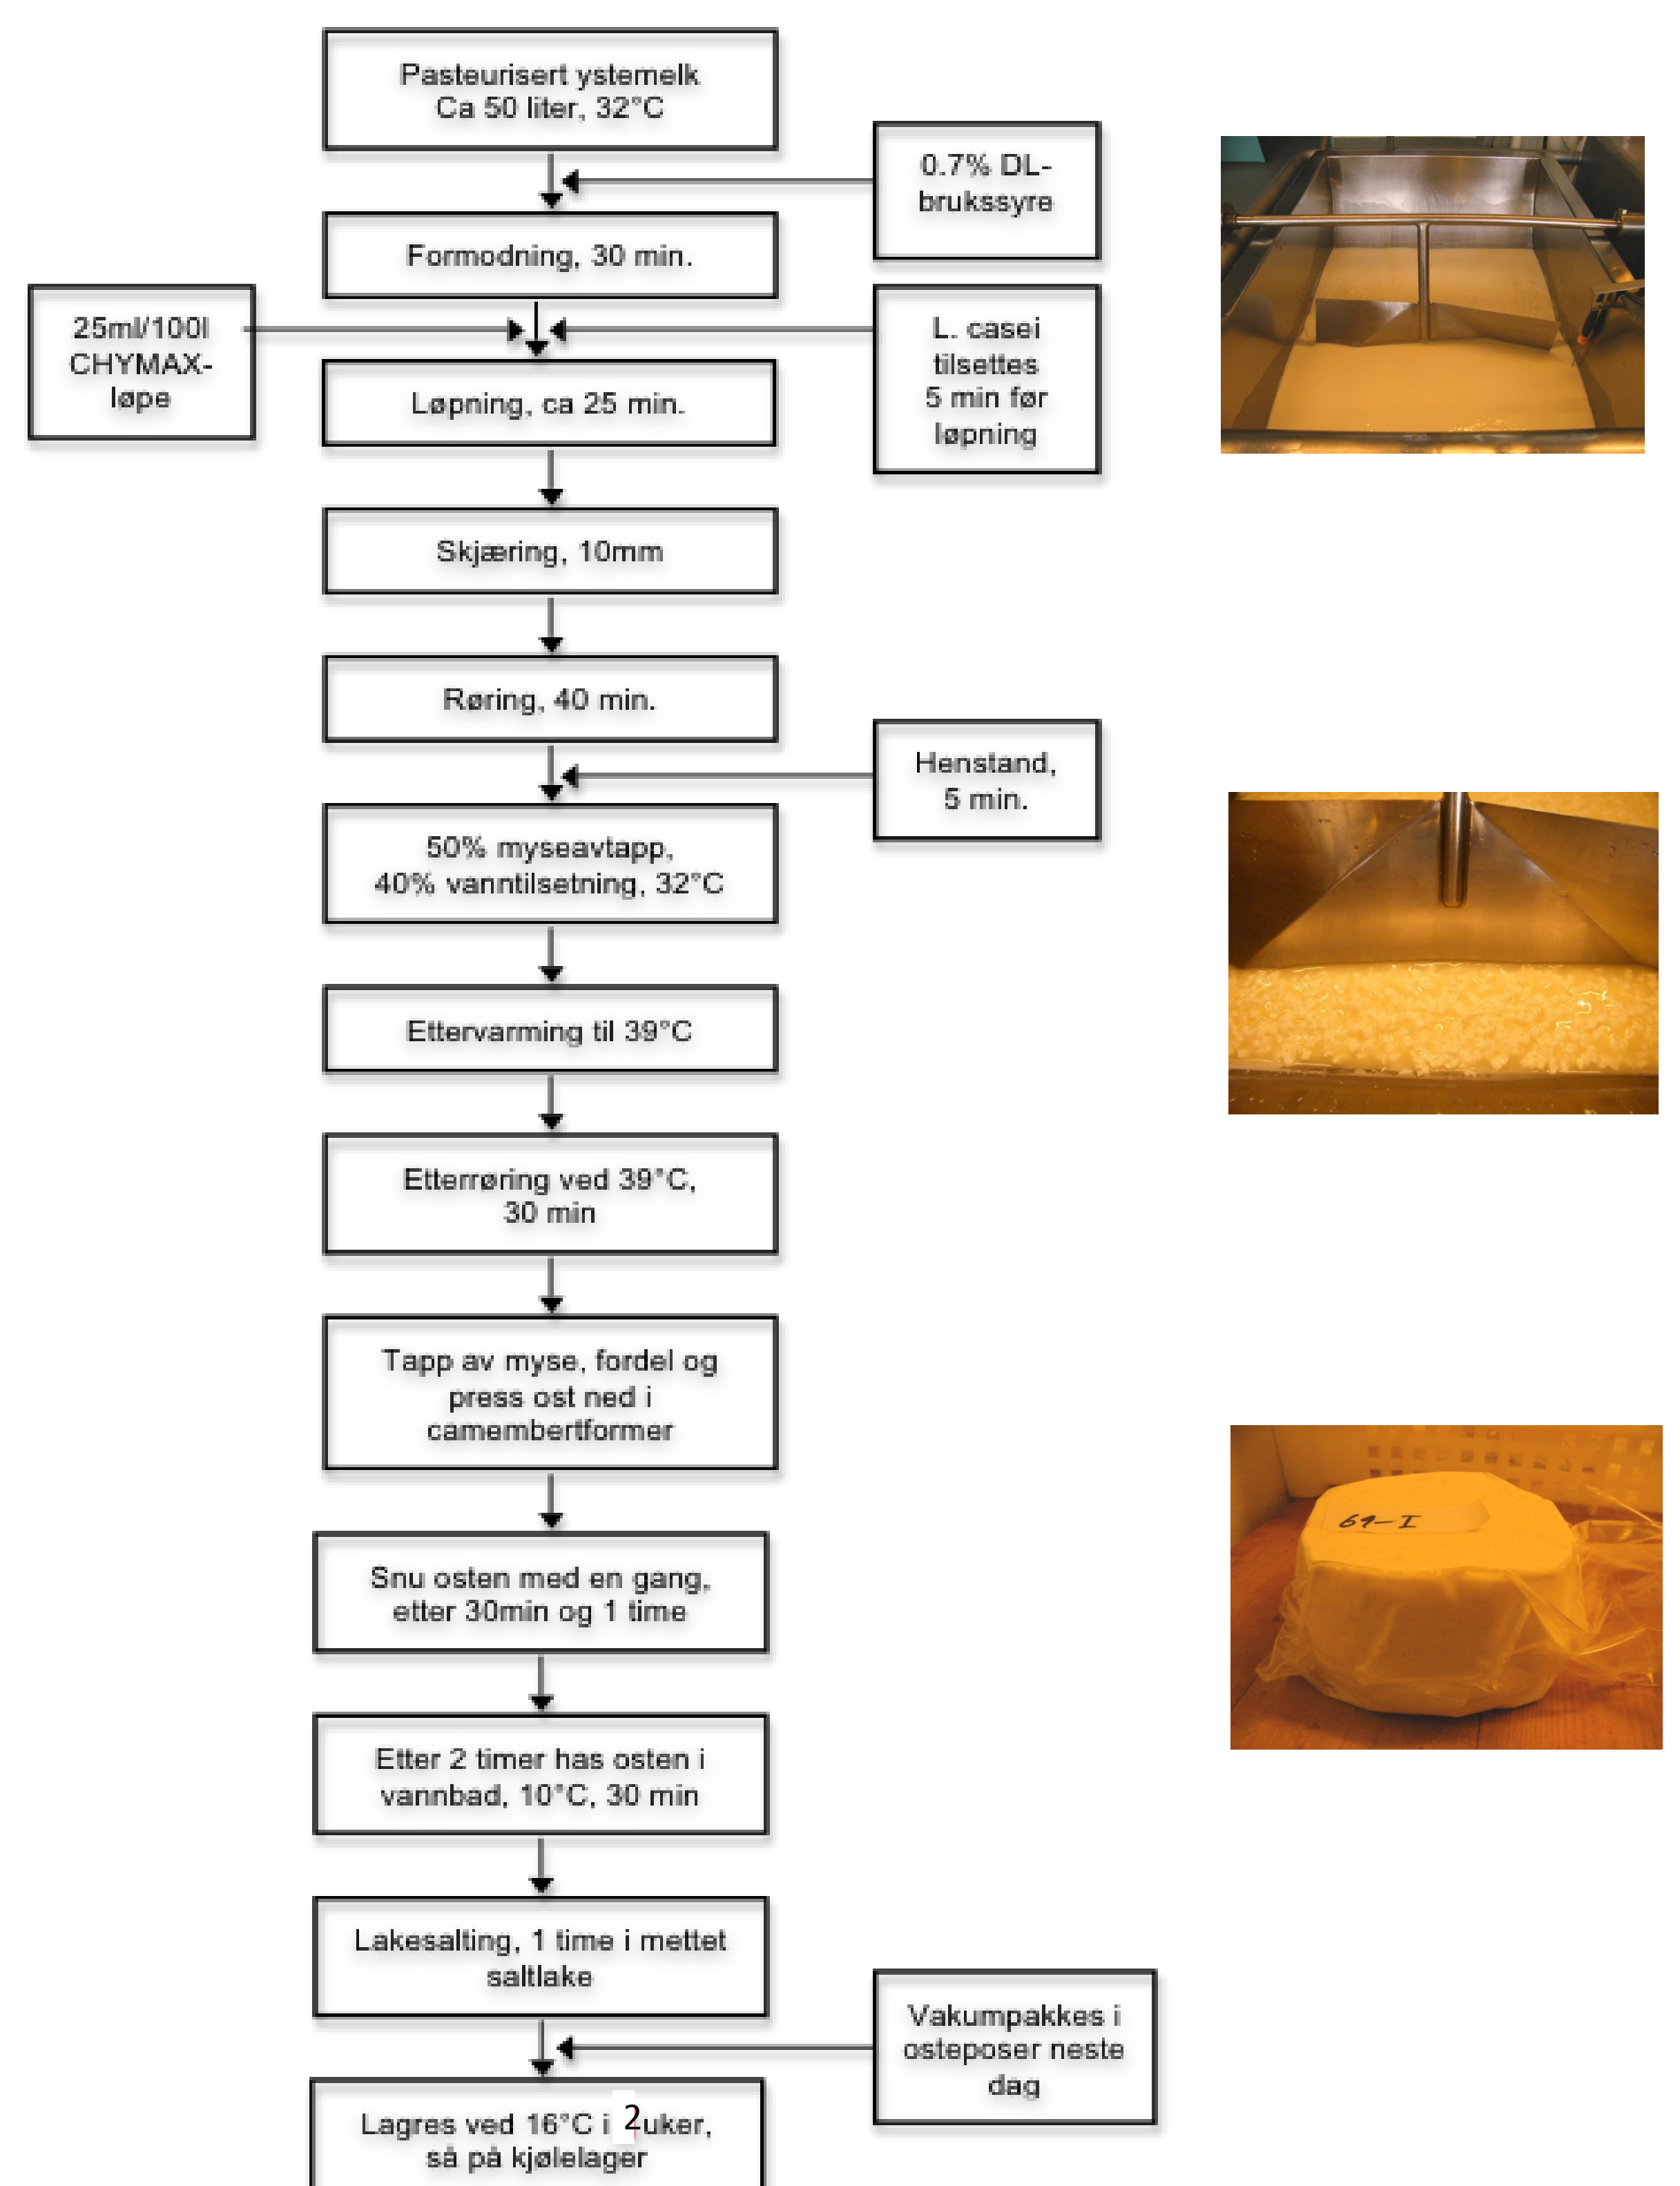 Pasteurisert ystemelk
Ca 50 liter, 32°C
0.7% DL-
brukssyre
Formodning, 30 min.
25ml/100l
CHYMAX-
løpe
L. casei
tilsettes
5 min før
løpning
Løpning, ca 25 min.
Skjæring, 10mm
Røring, 40 min.
Henstand,
5 min.
50% myseavtapp,
40% vanntilsetning, 32°C
Ettervarming til 39°C
Etterrøring ved 39°C,
30 min
Tapp av myse, fordel og
press ost ned i
camembertformer
69-I
Snu osten med en gang,
etter 30min og 1 time
Etter 2 timer has osten i
vannbad, 10°C, 30 min
Lakesalting, 1 time i mettet
saltlake
Vakumpakkes i
osteposer neste
dag
Lagres ved 16°C i 2 uker,
så på kjølelager